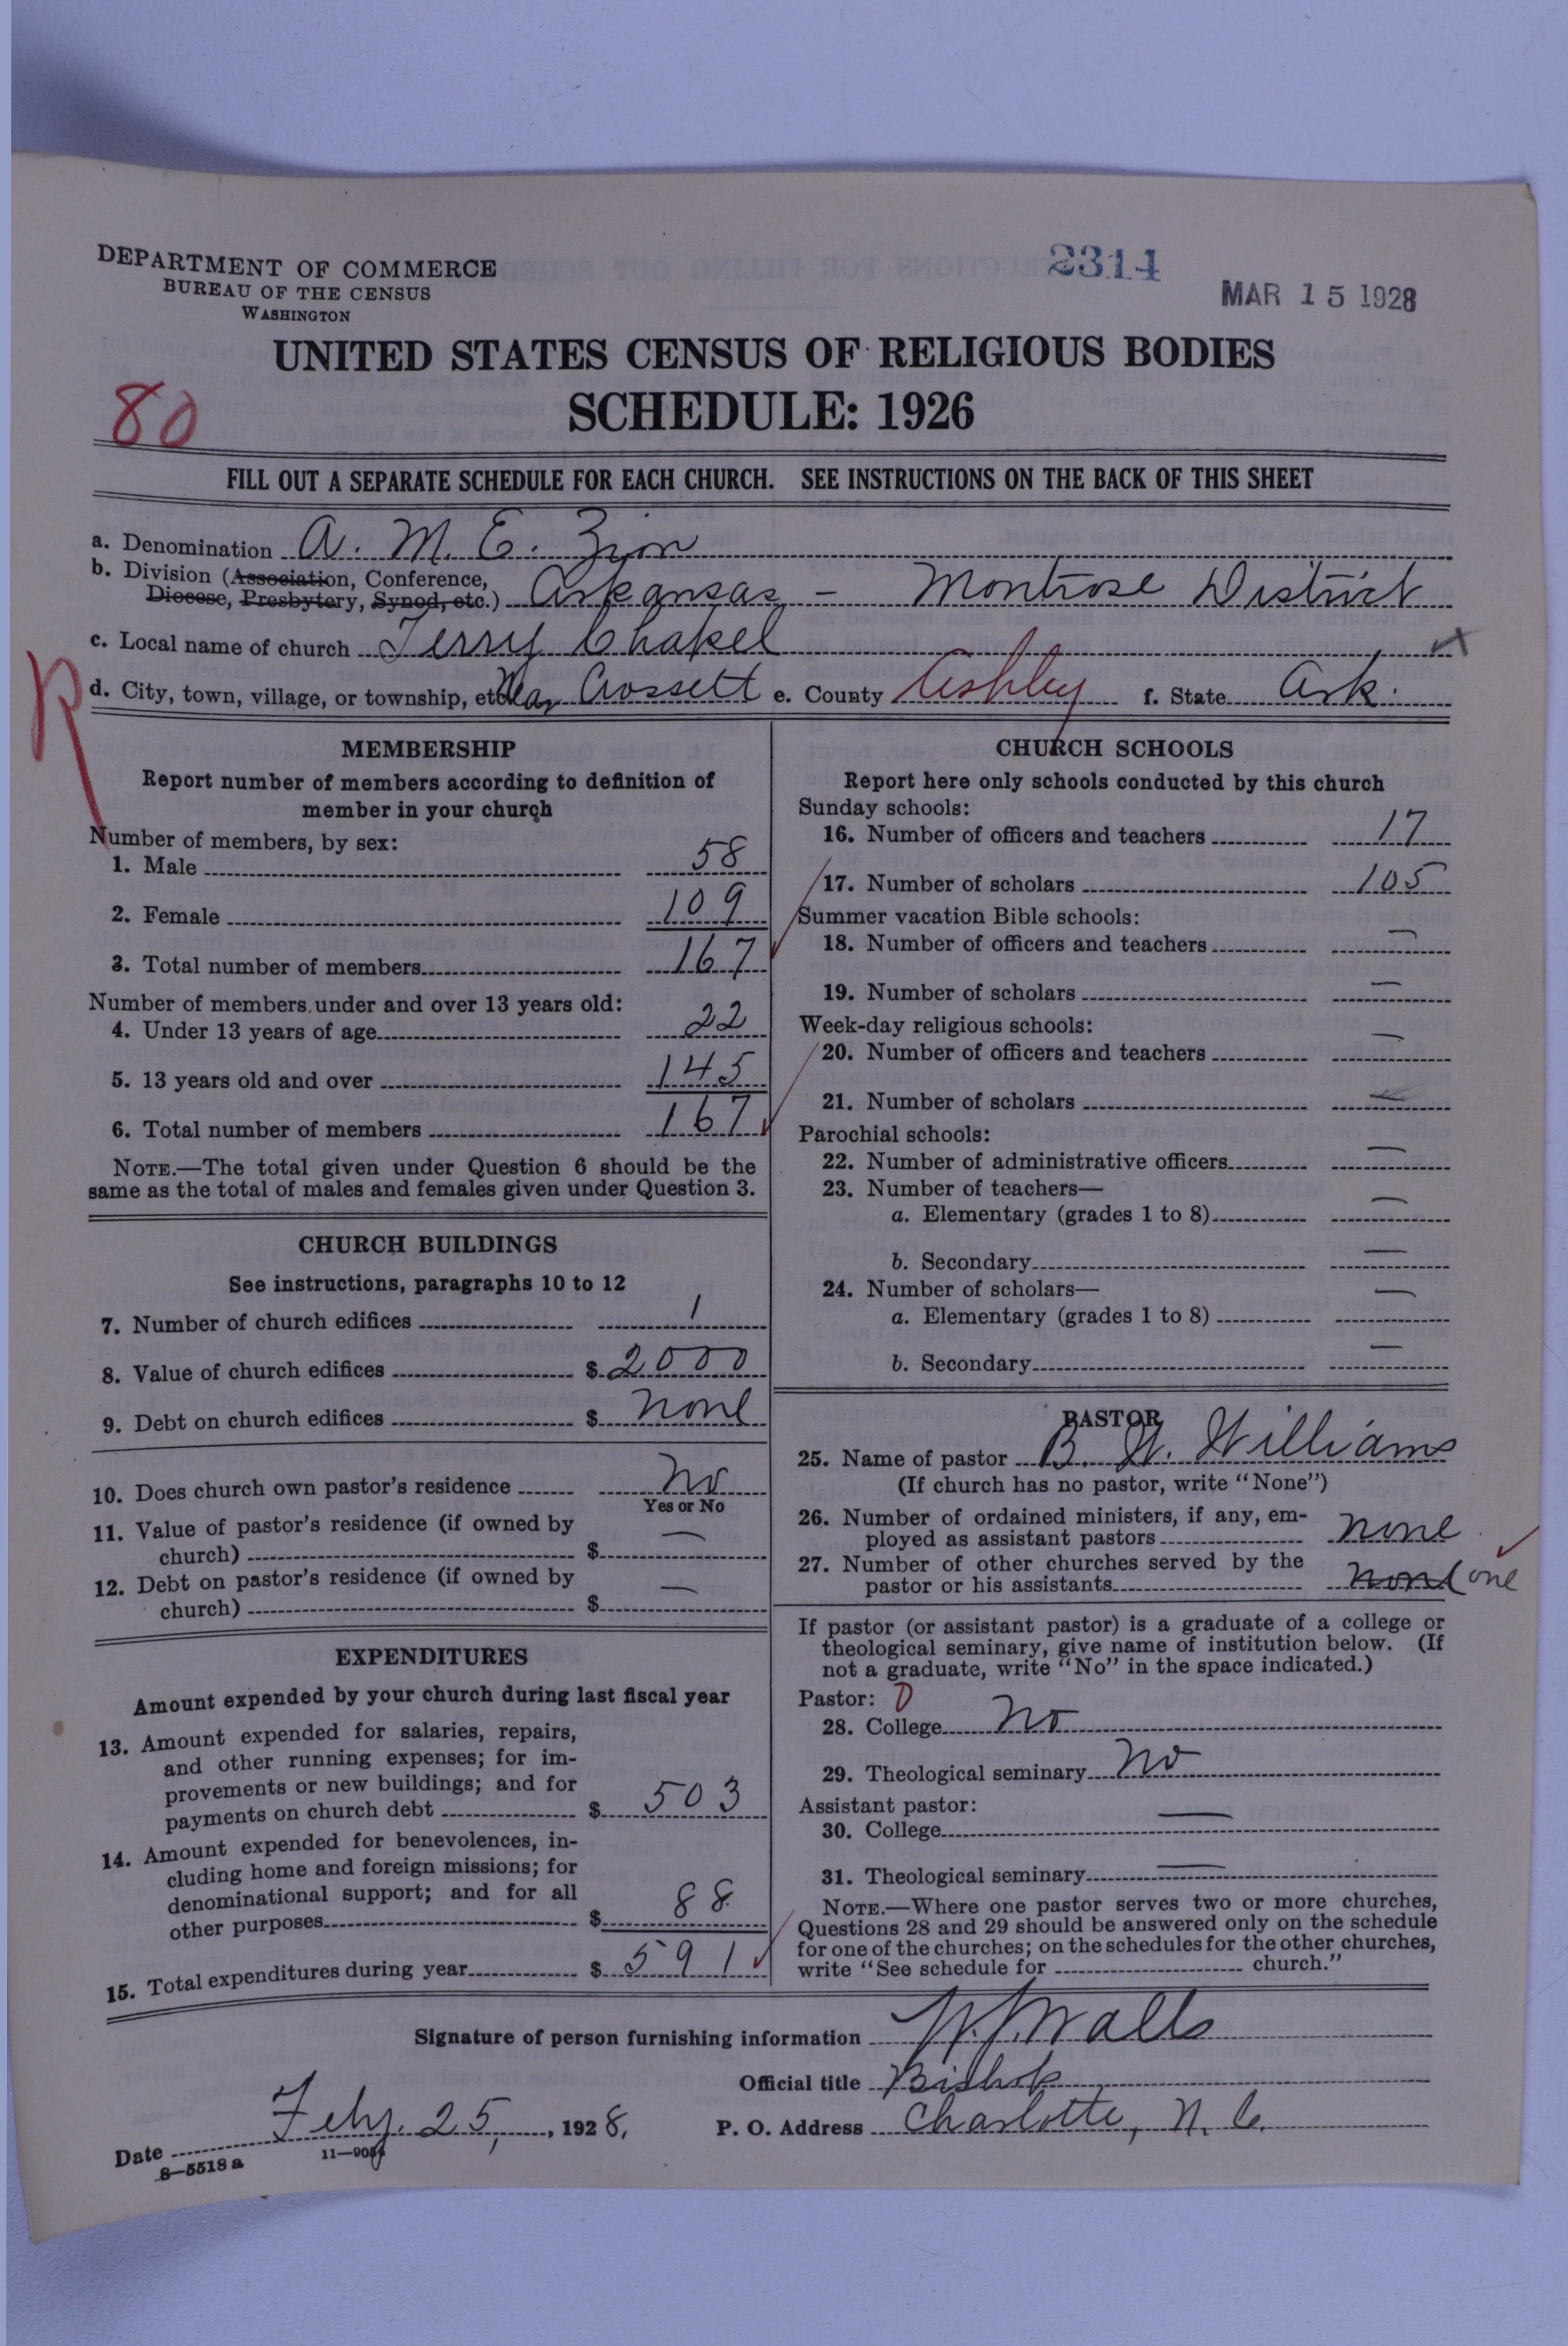 DEPARTMENT OF COMMERCE
BUREAU OF THE CENSUS
WASHINGTON
2314
MAR 15 1928
UNITED STATES CENSUS OF RELIGIOUS BODIES
SCHEDULE: 1926
80
FILL OUT A SEPARATE SCHEDULE FOR EACH CHURCH. SEE INSTRUCTIONS ON THE BACK OF THIS SHEET
a. Denomination A. M. E. Zion
b. Division (Association, Conference,
Diocese, Presbytery, Synod, etc.) Arkansas - Montrose District
c. Local name of church Terry Chapel
R
d. City, town, village, or township, etc. Near Crossett e. County Ashley f. State Ark.
MEMBERSHIP
Report number of members according to definition of
member in your church
Number of members, by sex:
1. Male 58
2. Female 109
3. Total number of members 167
Number of members under and over 13 years old:
4. Under 13 years of age 22
5. 13 years old and over 145
6. Total number of members 167
NOTE.—The total given under Question 6 should be the
same as the total of males and females given under Question 3.
CHURCH BUILDINGS
See instructions, paragraphs 10 to 12
7. Number of church edifices 1
8. Value of church edifices $ 2000
9. Debt on church edifices $ none
10. Does church own pastor's residence No
Yes or No
11. Value of pastor's residence (if owned by
church) $ —
12. Debt on pastor's residence (if owned by
church) $ —
EXPENDITURES
Amount expended by your church during last fiscal year
13. Amount expended for salaries, repairs,
and other running expenses; for im-
provements or new buildings; and for
payments on church debt $ 503
14. Amount expended for benevolences, in-
cluding home and foreign missions; for
denominational support; and for all
other purposes $ 88
15. Total expenditures during year $ 591
CHURCH SCHOOLS
Report here only schools conducted by this church
Sunday schools:
16. Number of officers and teachers 17
17. Number of scholars 105
Summer vacation Bible schools:
18. Number of officers and teachers —
19. Number of scholars —
Week-day religious schools:
20. Number of officers and teachers —
21. Number of scholars —
Parochial schools:
22. Number of administrative officers —
23. Number of teachers—
a. Elementary (grades 1 to 8) —
b. Secondary —
24. Number of scholars—
a. Elementary (grades 1 to 8) —
b. Secondary —
PASTOR
25. Name of pastor B. W. Williams
(If church has no pastor, write "None")
26. Number of ordained ministers, if any, em-
ployed as assistant pastors none
27. Number of other churches served by the
pastor or his assistants none one
If pastor (or assistant pastor) is a graduate of a college or
theological seminary, give name of institution below. (If
not a graduate, write "No" in the space indicated.)
Pastor: 0
28. College No
29. Theological seminary No
Assistant pastor:
30. College —
31. Theological seminary —
NOTE.—Where one pastor serves two or more churches,
Questions 28 and 29 should be answered only on the schedule
for one of the churches; on the schedules for the other churches,
write "See schedule for church."
Signature of person furnishing information W. J. Walls
Official title Bishop
Date Feby. 25, 1928. P. O. Address Charlotte, N. C.
8—5518 a 11—9054